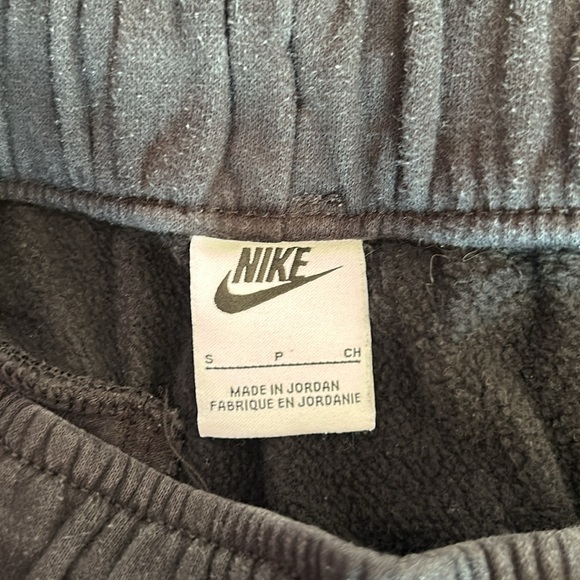 NIKE
S P CH
MADE IN JORDAN
FABRIQUE EN JORDANIE